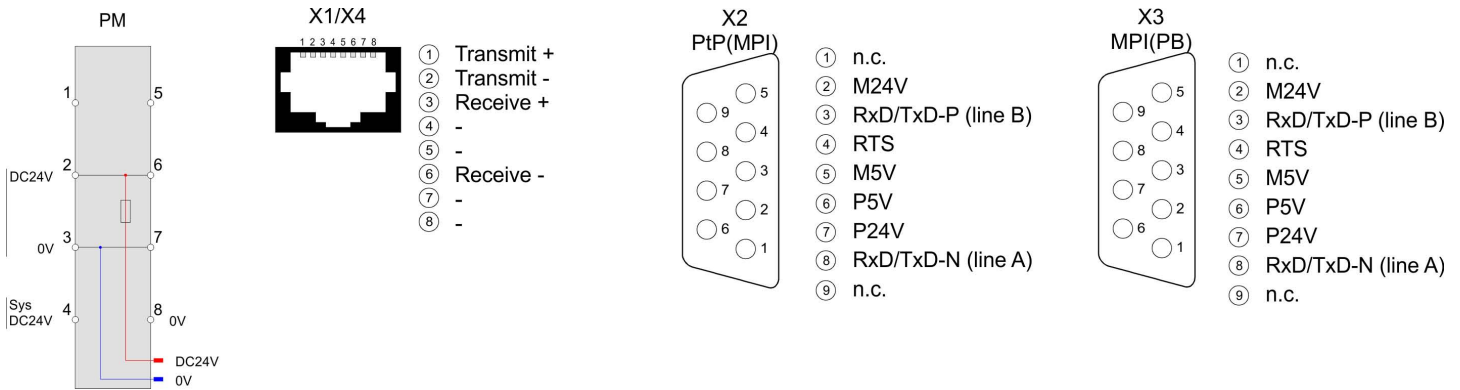 PM
1
5
2
6
DC24V
3
7
0V
Sys
DC24V
4
8
0V
DC24V
0V
X1/X4
1 2 3 4 5 6 7 8
1 Transmit +
2 Transmit -
3 Receive +
4 -
5 -
6 Receive -
7 -
8 -
X2
PtP(MPI)
5
9
4
8
3
7
2
6
1
1 n.c.
2 M24V
3 RxD/TxD-P (line B)
4 RTS
5 M5V
6 P5V
7 P24V
8 RxD/TxD-N (line A)
9 n.c.
X3
MPI(PB)
5
9
4
8
3
7
2
6
1
1 n.c.
2 M24V
3 RxD/TxD-P (line B)
4 RTS
5 M5V
6 P5V
7 P24V
8 RxD/TxD-N (line A)
9 n.c.